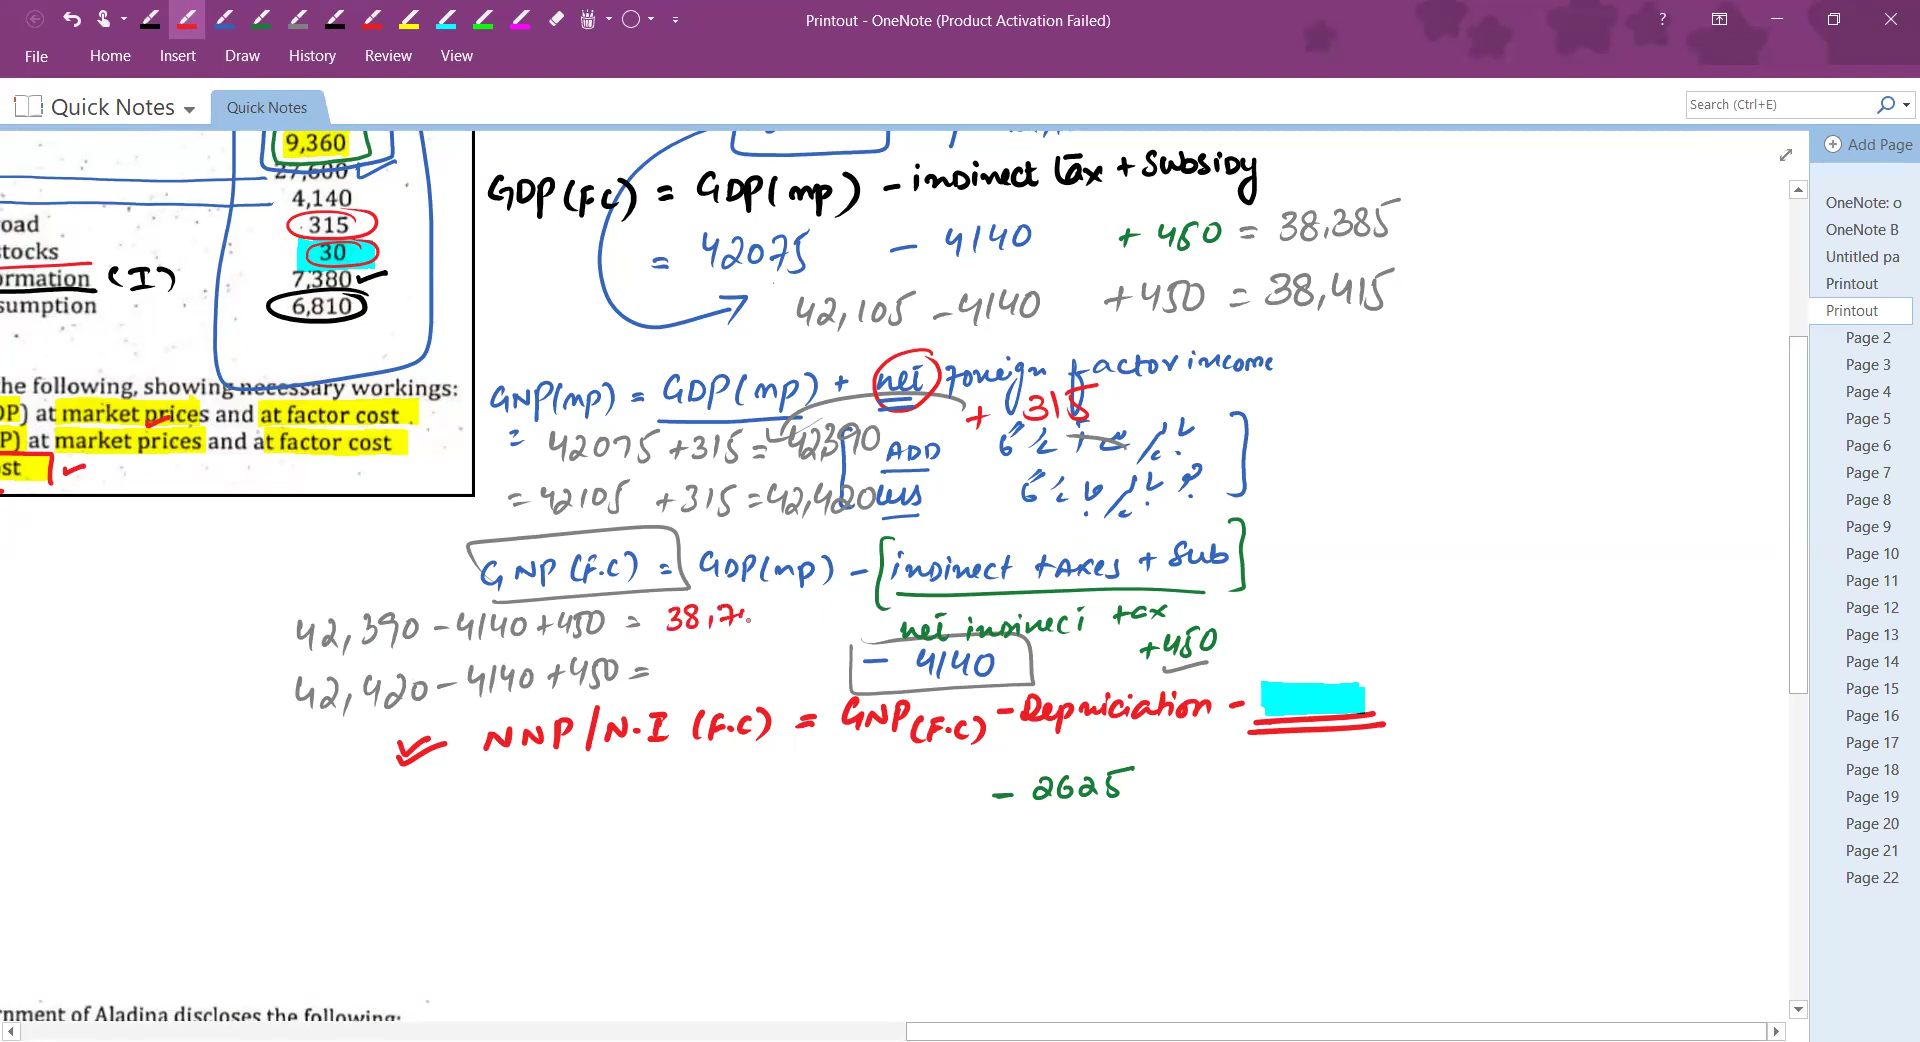 Printout - OneNote (Product Activation Failed)
?
File
Home
Insert
Draw
History
Review
View
Quick Notes
Quick Notes
Search (Ctrl+E)
Add Page
OneNote: o
OneNote B
Untitled pa
Printout
Printout
Page 2
Page 3
Page 4
Page 5
Page 6
Page 7
Page 8
Page 9
Page 10
Page 11
Page 12
Page 13
Page 14
Page 15
Page 16
Page 17
Page 18
Page 19
Page 20
Page 21
Page 22
9,360
27,600
4,140
oad 315
stocks 30
rmation (I) 7,380
sumption 6,810
he following, showing necessary workings:
OP) at market prices and at factor cost
P) at market prices and at factor cost
st
GDP(FC) = GDP(mp) - indirect tax + Subsidy
= 42075 - 4140 + 450 = 38,385
42,105 - 4140 + 450 = 38,415
GNP(mp) = GDP(mp) + net foreign factor income
+ 315
= 42075 + 315 = 42,390
ADD
= 42105 + 315 = 42,420
less
GNP (F.C) = GDP(mp) - [indirect taxes + Sub]
net indirect tax
42,390 - 4140 + 450 = 38,7
+450
- 4140
42,420 - 4140 + 450 =
NNP/N.I (F.C) = GNP(F.C) - Depriciation -
- 2625
rnment of Aladina discloses the following: